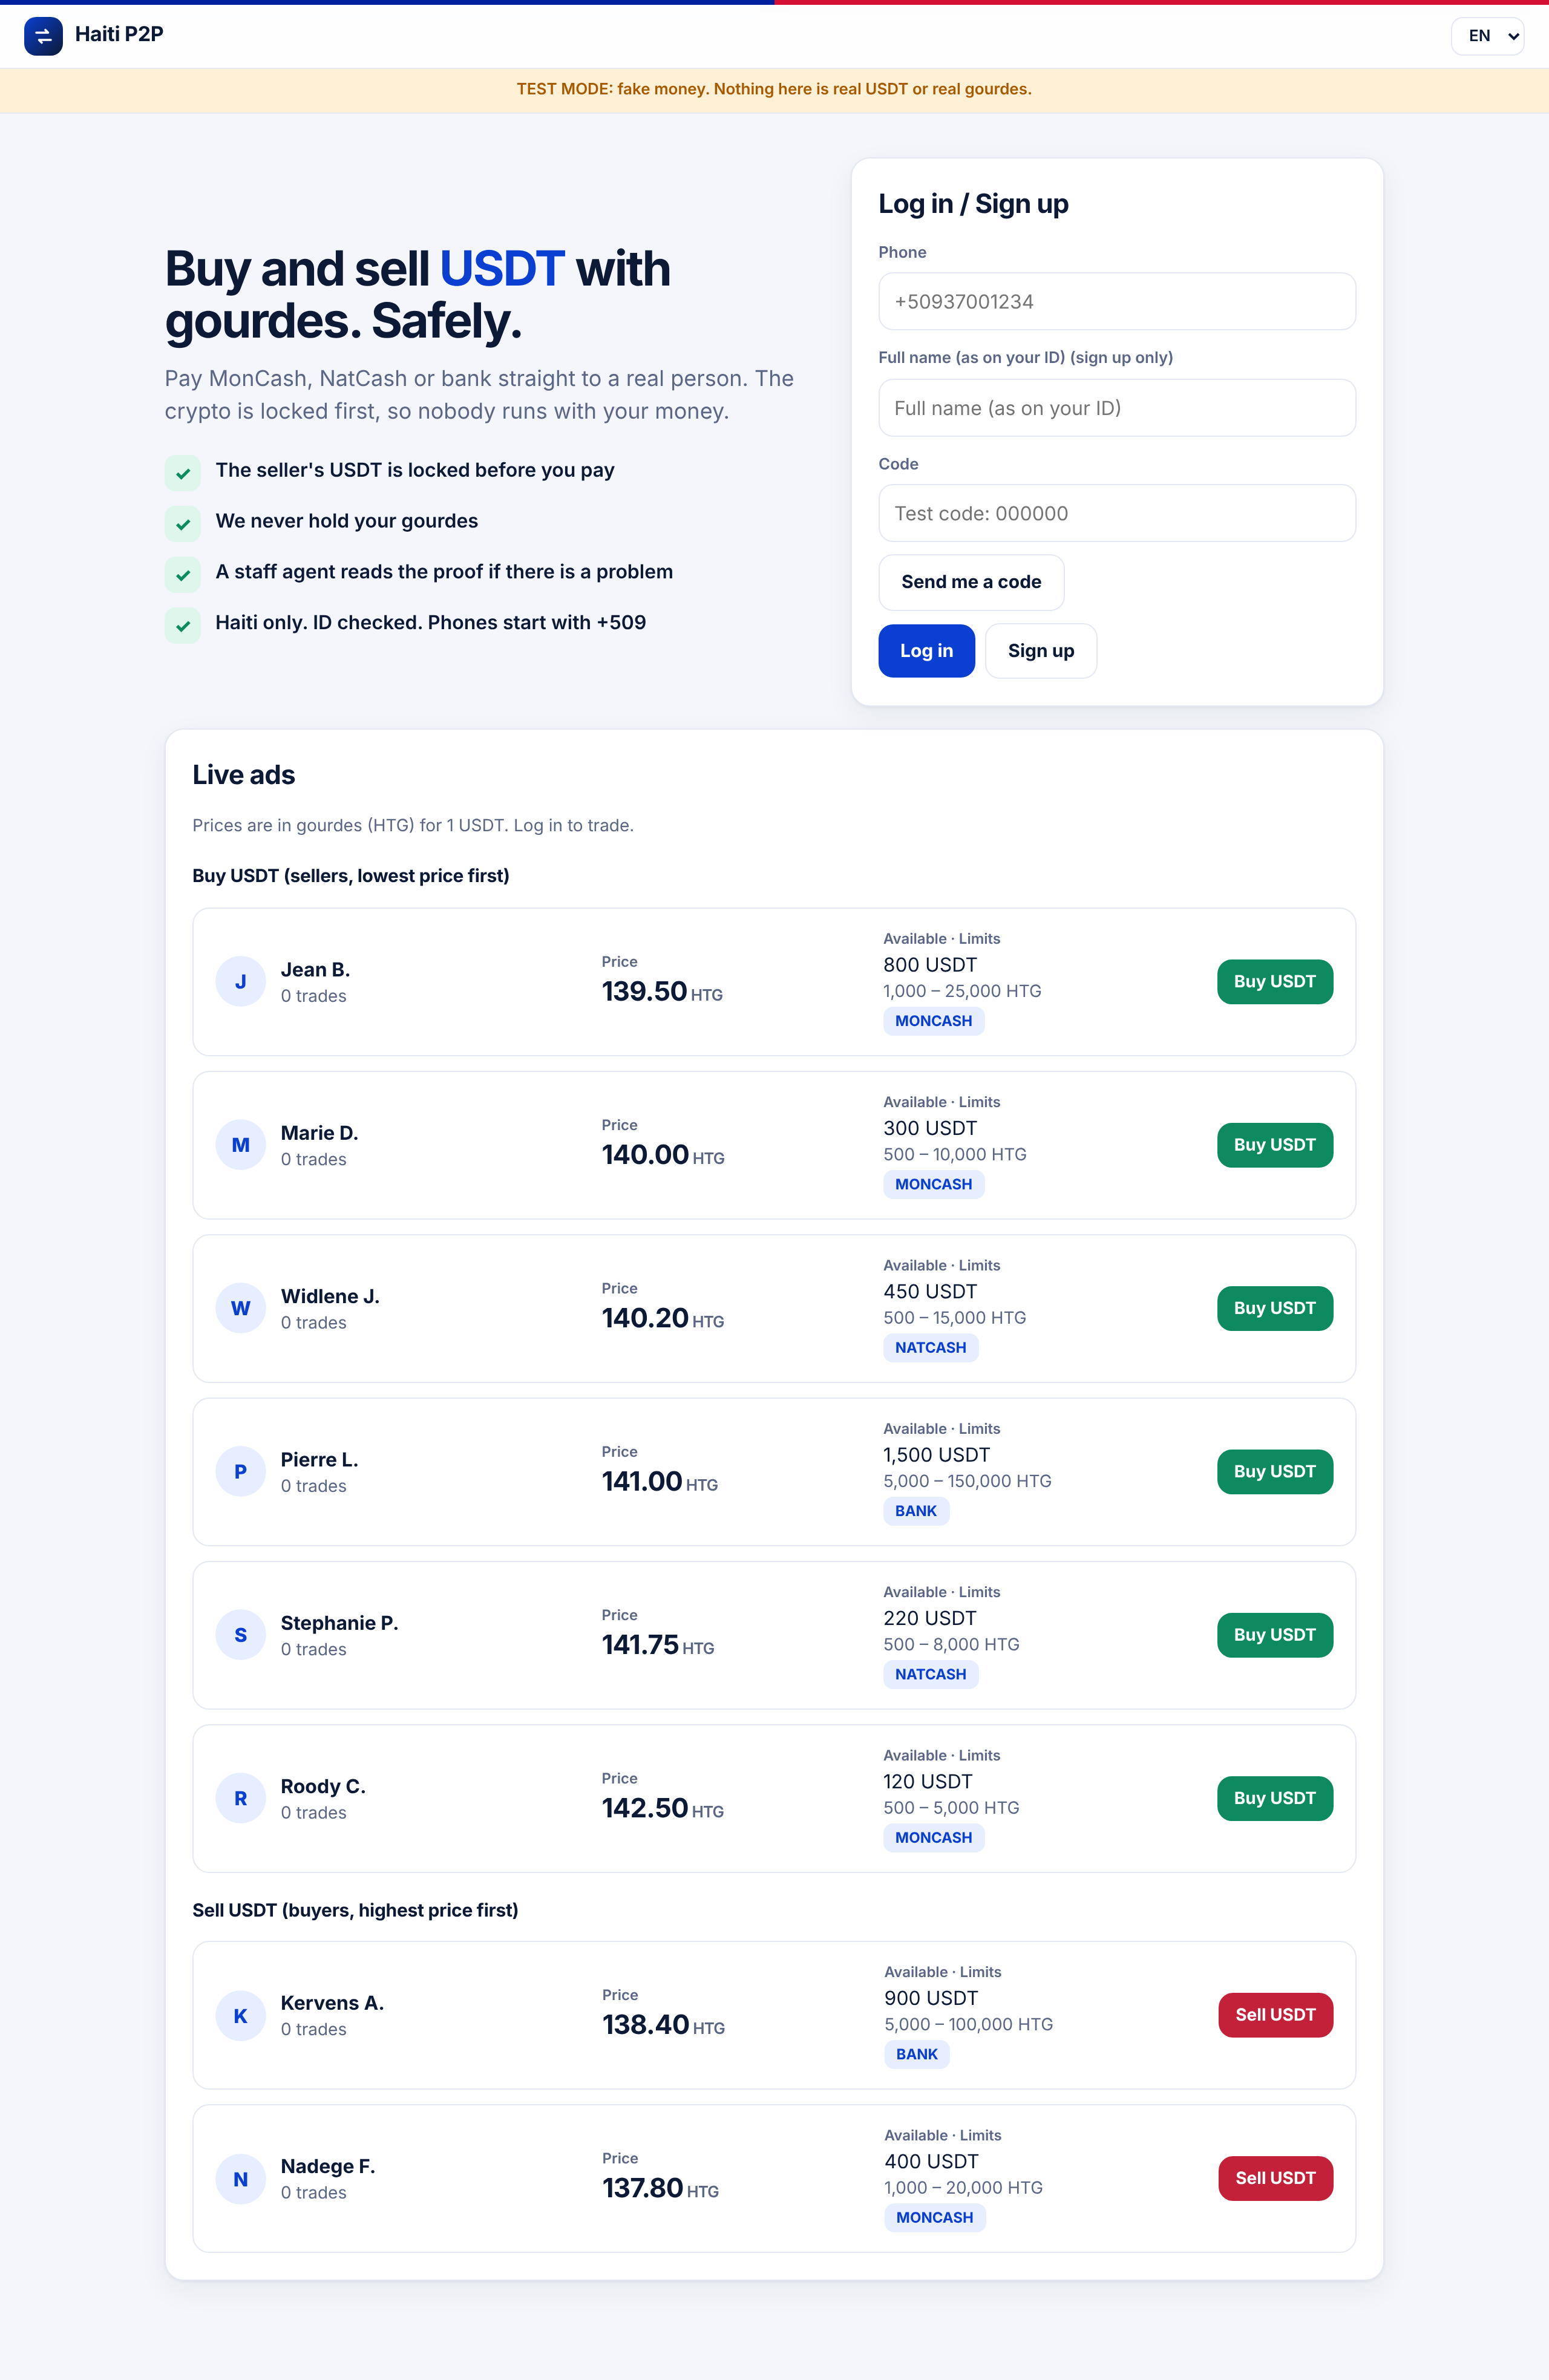 Haiti P2P
EN
TEST MODE: fake money. Nothing here is real USDT or real gourdes.
Buy and sell USDT with
gourdes. Safely.
Pay MonCash, NatCash or bank straight to a real person. The
crypto is locked first, so nobody runs with your money.
The seller's USDT is locked before you pay
We never hold your gourdes
A staff agent reads the proof if there is a problem
Haiti only. ID checked. Phones start with +509
Log in / Sign up
Phone
+50937001234
Full name (as on your ID) (sign up only)
Full name (as on your ID)
Code
Test code: 000000
Send me a code
Log in
Sign up
Live ads
Prices are in gourdes (HTG) for 1 USDT. Log in to trade.
Buy USDT (sellers, lowest price first)
J
Jean B.
0 trades
Price
139.50 HTG
Available · Limits
800 USDT
1,000 – 25,000 HTG
MONCASH
Buy USDT
M
Marie D.
0 trades
Price
140.00 HTG
Available · Limits
300 USDT
500 – 10,000 HTG
MONCASH
Buy USDT
W
Widlene J.
0 trades
Price
140.20 HTG
Available · Limits
450 USDT
500 – 15,000 HTG
NATCASH
Buy USDT
P
Pierre L.
0 trades
Price
141.00 HTG
Available · Limits
1,500 USDT
5,000 – 150,000 HTG
BANK
Buy USDT
S
Stephanie P.
0 trades
Price
141.75 HTG
Available · Limits
220 USDT
500 – 8,000 HTG
NATCASH
Buy USDT
R
Roody C.
0 trades
Price
142.50 HTG
Available · Limits
120 USDT
500 – 5,000 HTG
MONCASH
Buy USDT
Sell USDT (buyers, highest price first)
K
Kervens A.
0 trades
Price
138.40 HTG
Available · Limits
900 USDT
5,000 – 100,000 HTG
BANK
Sell USDT
N
Nadege F.
0 trades
Price
137.80 HTG
Available · Limits
400 USDT
1,000 – 20,000 HTG
MONCASH
Sell USDT